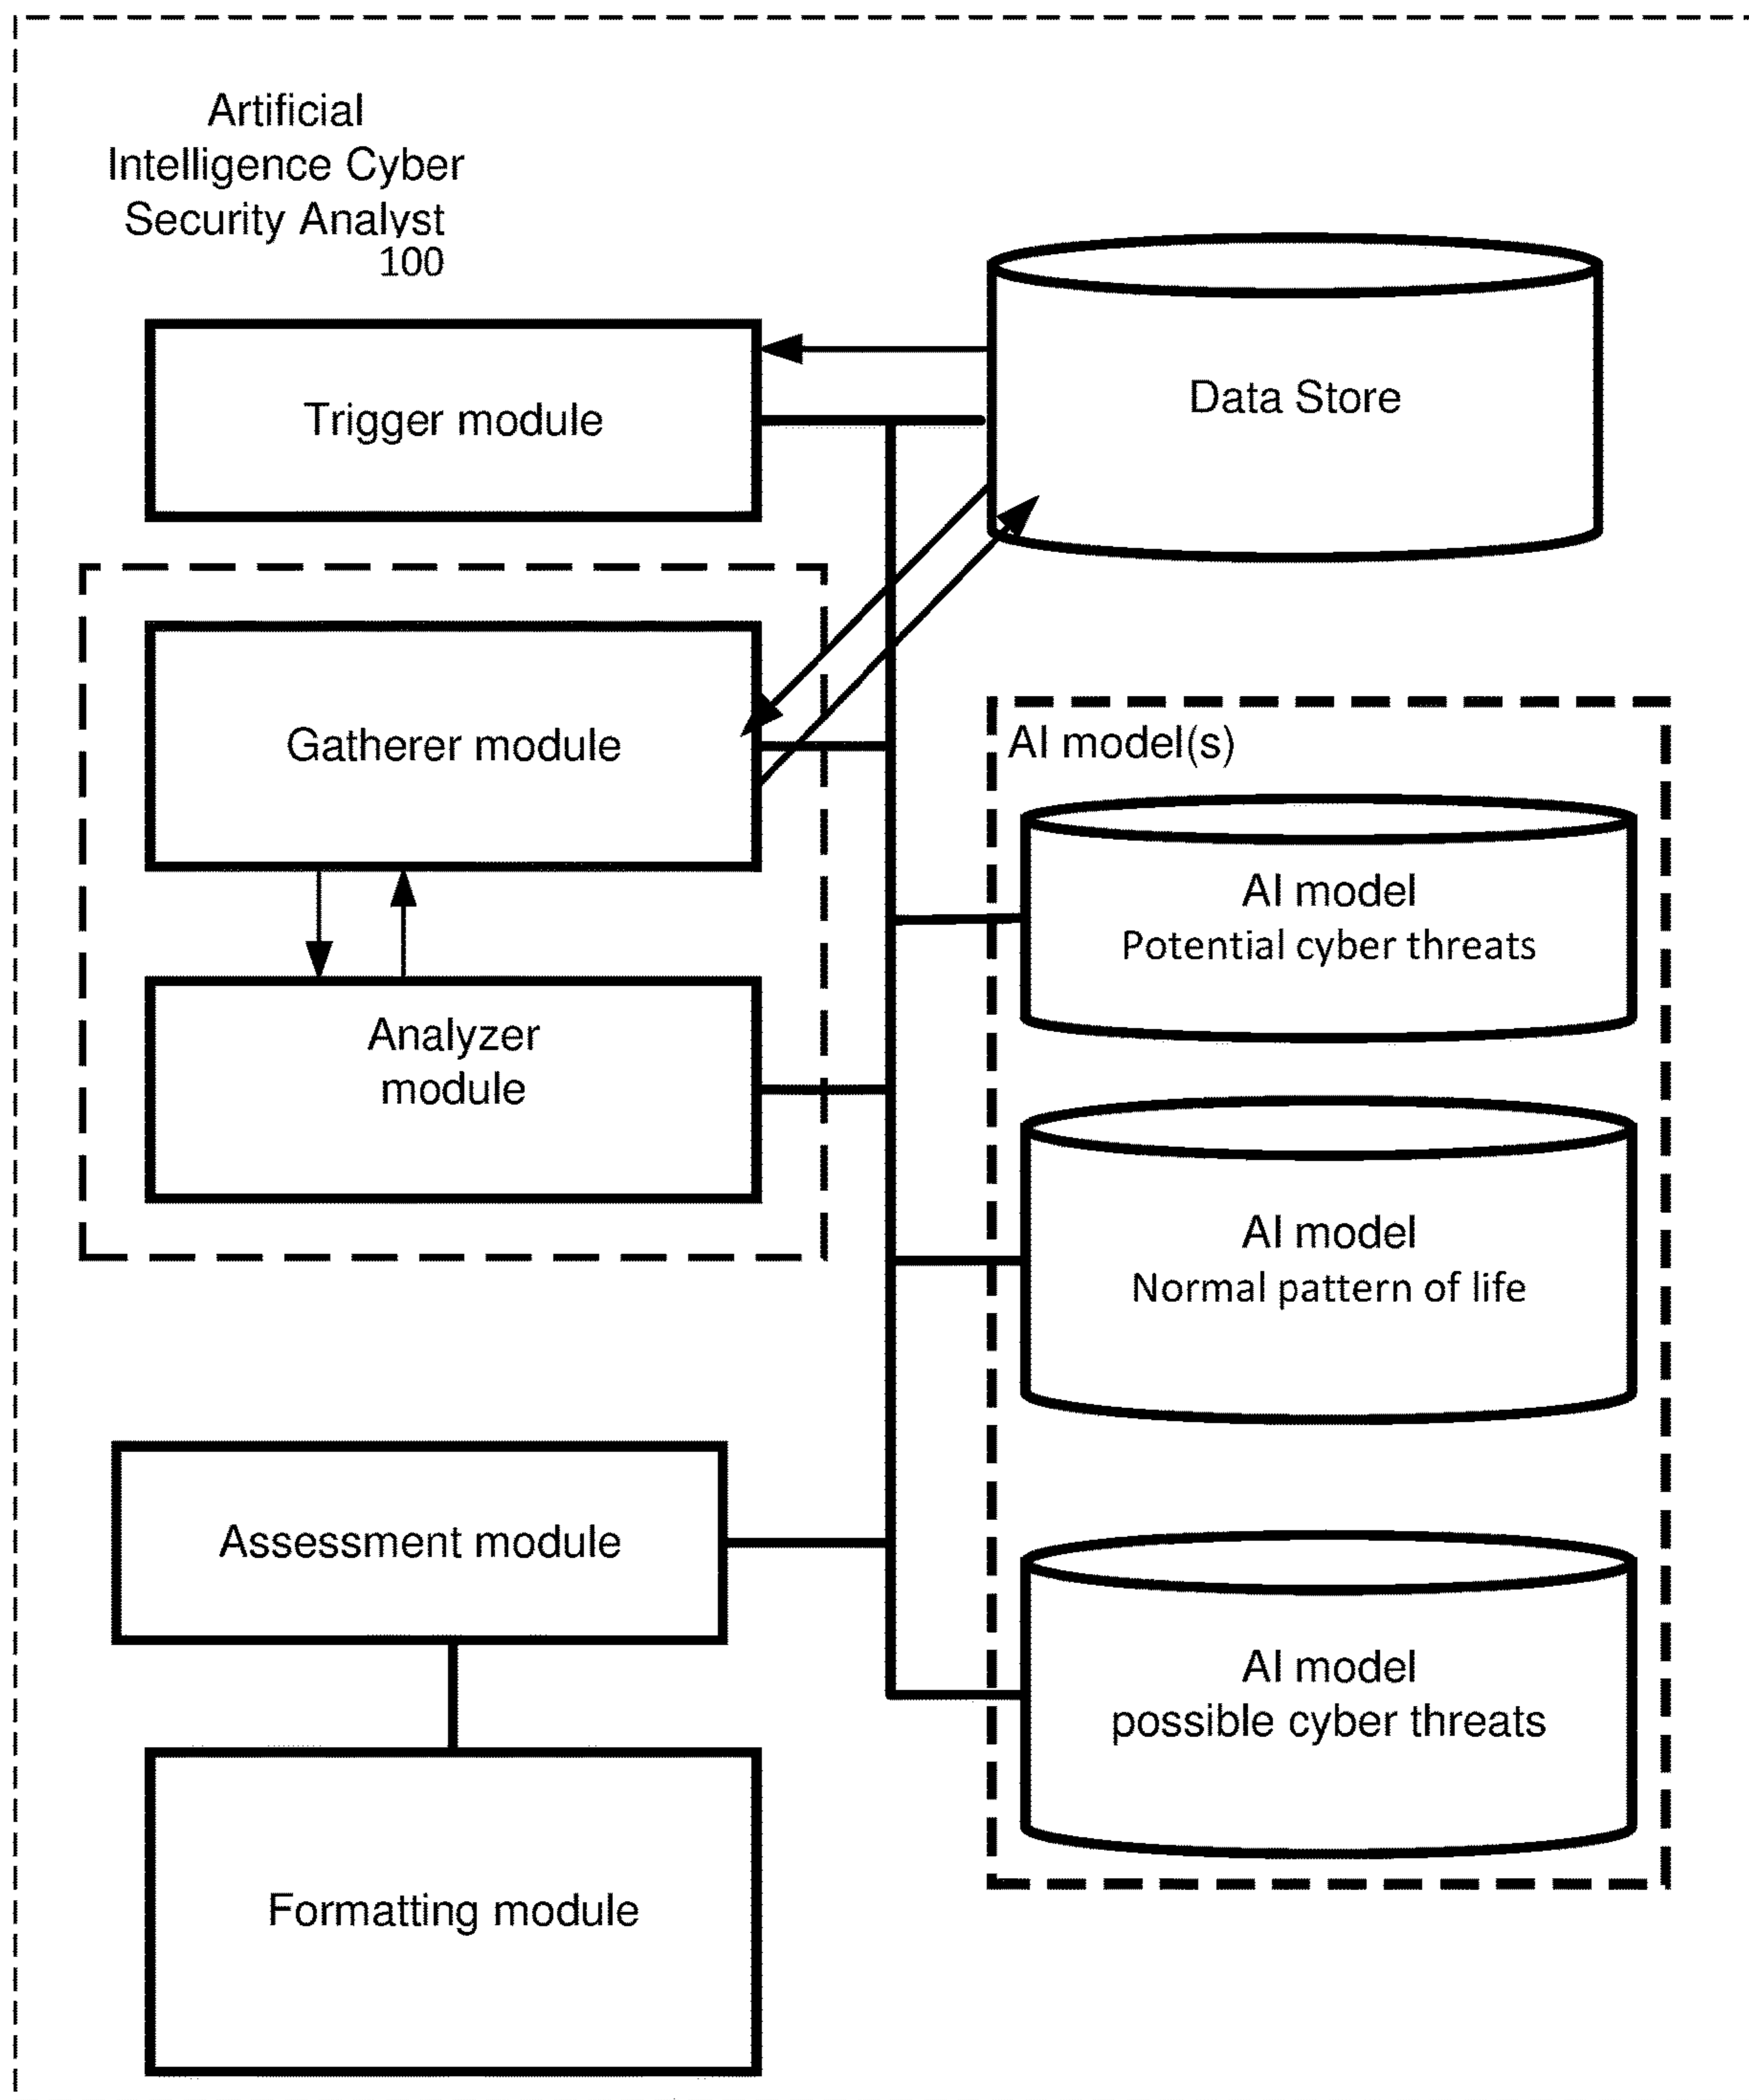 Artificial
Intelligence Cyber
Security Analyst
100
Trigger module
Data Store
Gatherer module
Analyzer
module
AI model(s)
AI model
Potential cyber threats
AI model
Normal pattern of life
AI model
possible cyber threats
Assessment module
Formatting module